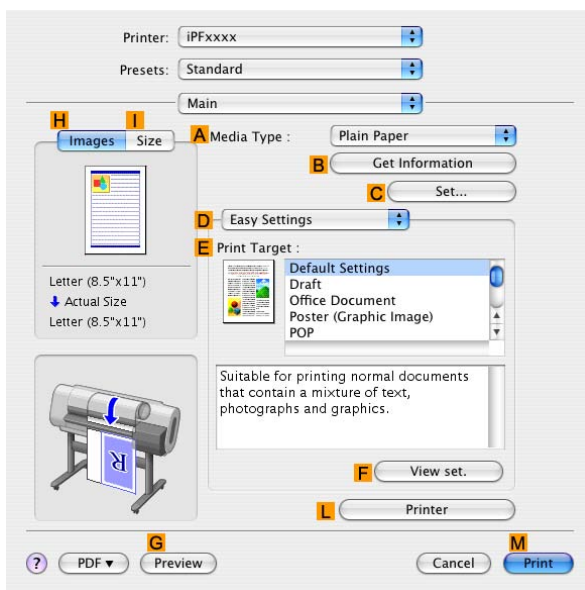 Printer: iPFxxxx
Presets: Standard
Main
H I
Images Size
A Media Type : Plain Paper
B Get Information
C Set...
D Easy Settings
E Print Target :
Default Settings
Draft
Office Document
Poster (Graphic Image)
POP
Letter (8.5"x11")
Actual Size
Letter (8.5"x11")
Suitable for printing normal documents
that contain a mixture of text,
photographs and graphics.
R
F View set.
L Printer
G M
? PDF Preview Cancel Print